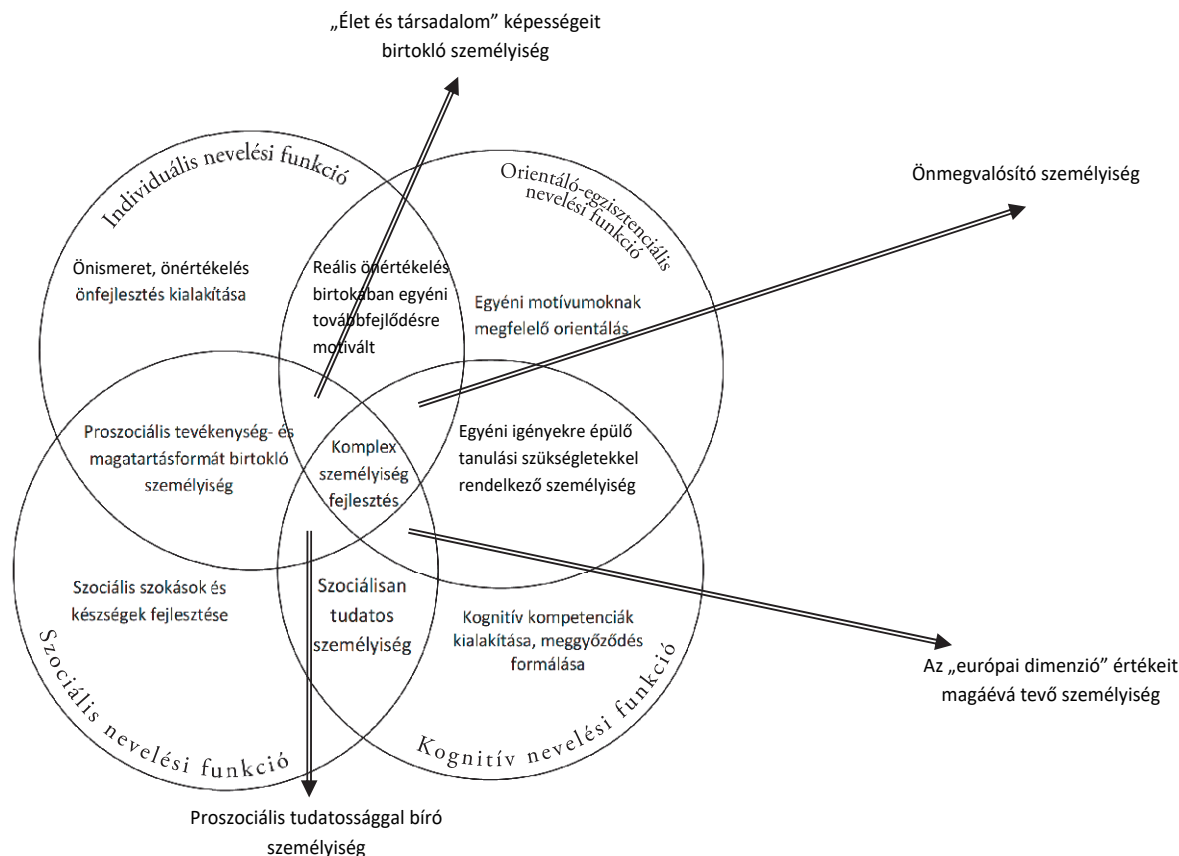 „Élet és társadalom” képességeit
birtokló személyiség
Önmegvalósító személyiség
Individuális nevelési funkció
Orientáló-egzisztenciális
nevelési funkció
Önismeret, önértékelés
önfejlesztés kialakítása
Reális önértékelés
birtokában egyéni
továbbfejlődésre
motivált
Egyéni motívumoknak
megfelelő orientálás
Proszociális tevékenység- és
magatartásformát birtokló
személyiség
Komplex
személyiség
fejlesztés
Egyéni igényekre épülő
tanulási szükségletekkel
rendelkező személyiség
Szociális szokások és
készségek fejlesztése
Szociálisan
tudatos
személyiség
Kognitív kompetenciák
kialakítása, meggyőződés
formálása
Szociális nevelési funkció
Kognitív nevelési funkció
Az „európai dimenzió” értékeit
magáévá tevő személyiség
Proszociális tudatossággal bíró
személyiség